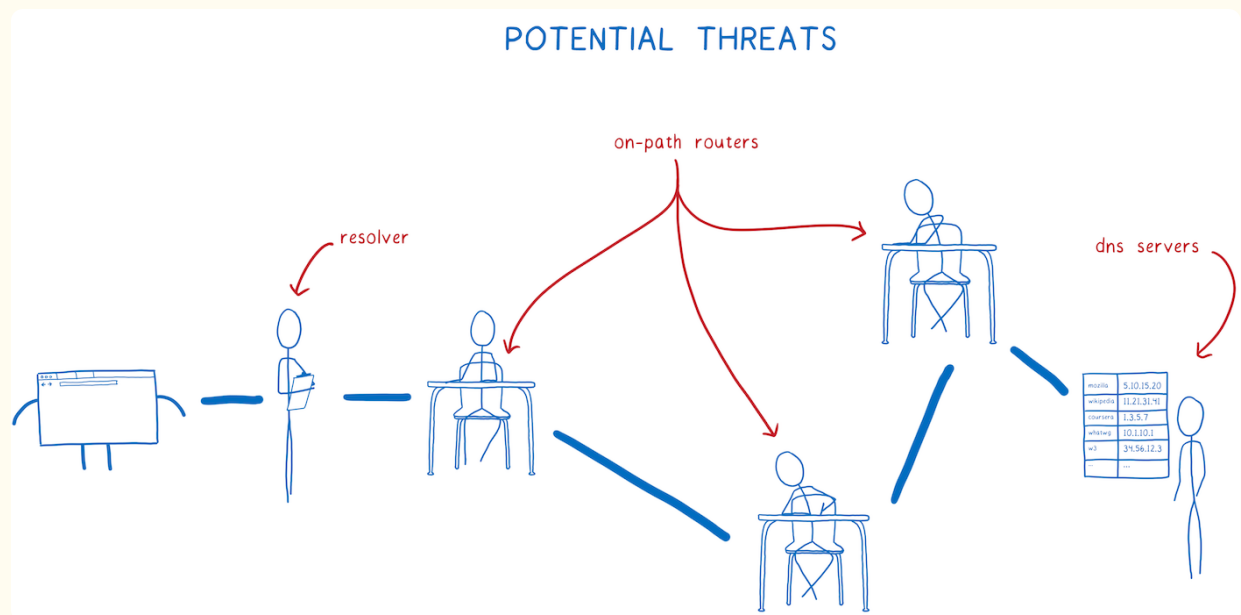 POTENTIAL THREATS
on-path routers
resolver
dns servers
mozilla 5.10.15.20
wikipedia 11.21.31.41
coursera 1.3.5.7
whatwg 10.1.10.1
w3 34.56.12.3
... ...